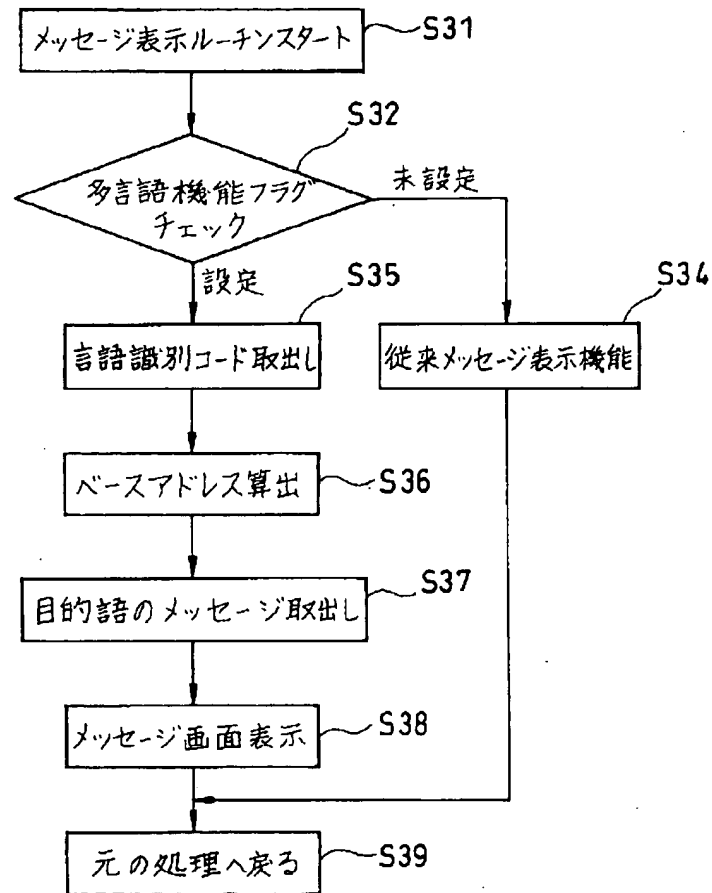 メッセージ表示ルーチンスタート
S31
S32
多言語機能フラグ
チェック
未設定
設定
S35
S34
言語識別コード取出し
従来メッセージ表示機能
ベースアドレス算出
S36
目的語のメッセージ取出し
S37
メッセージ画面表示
S38
元の処理へ戻る
S39